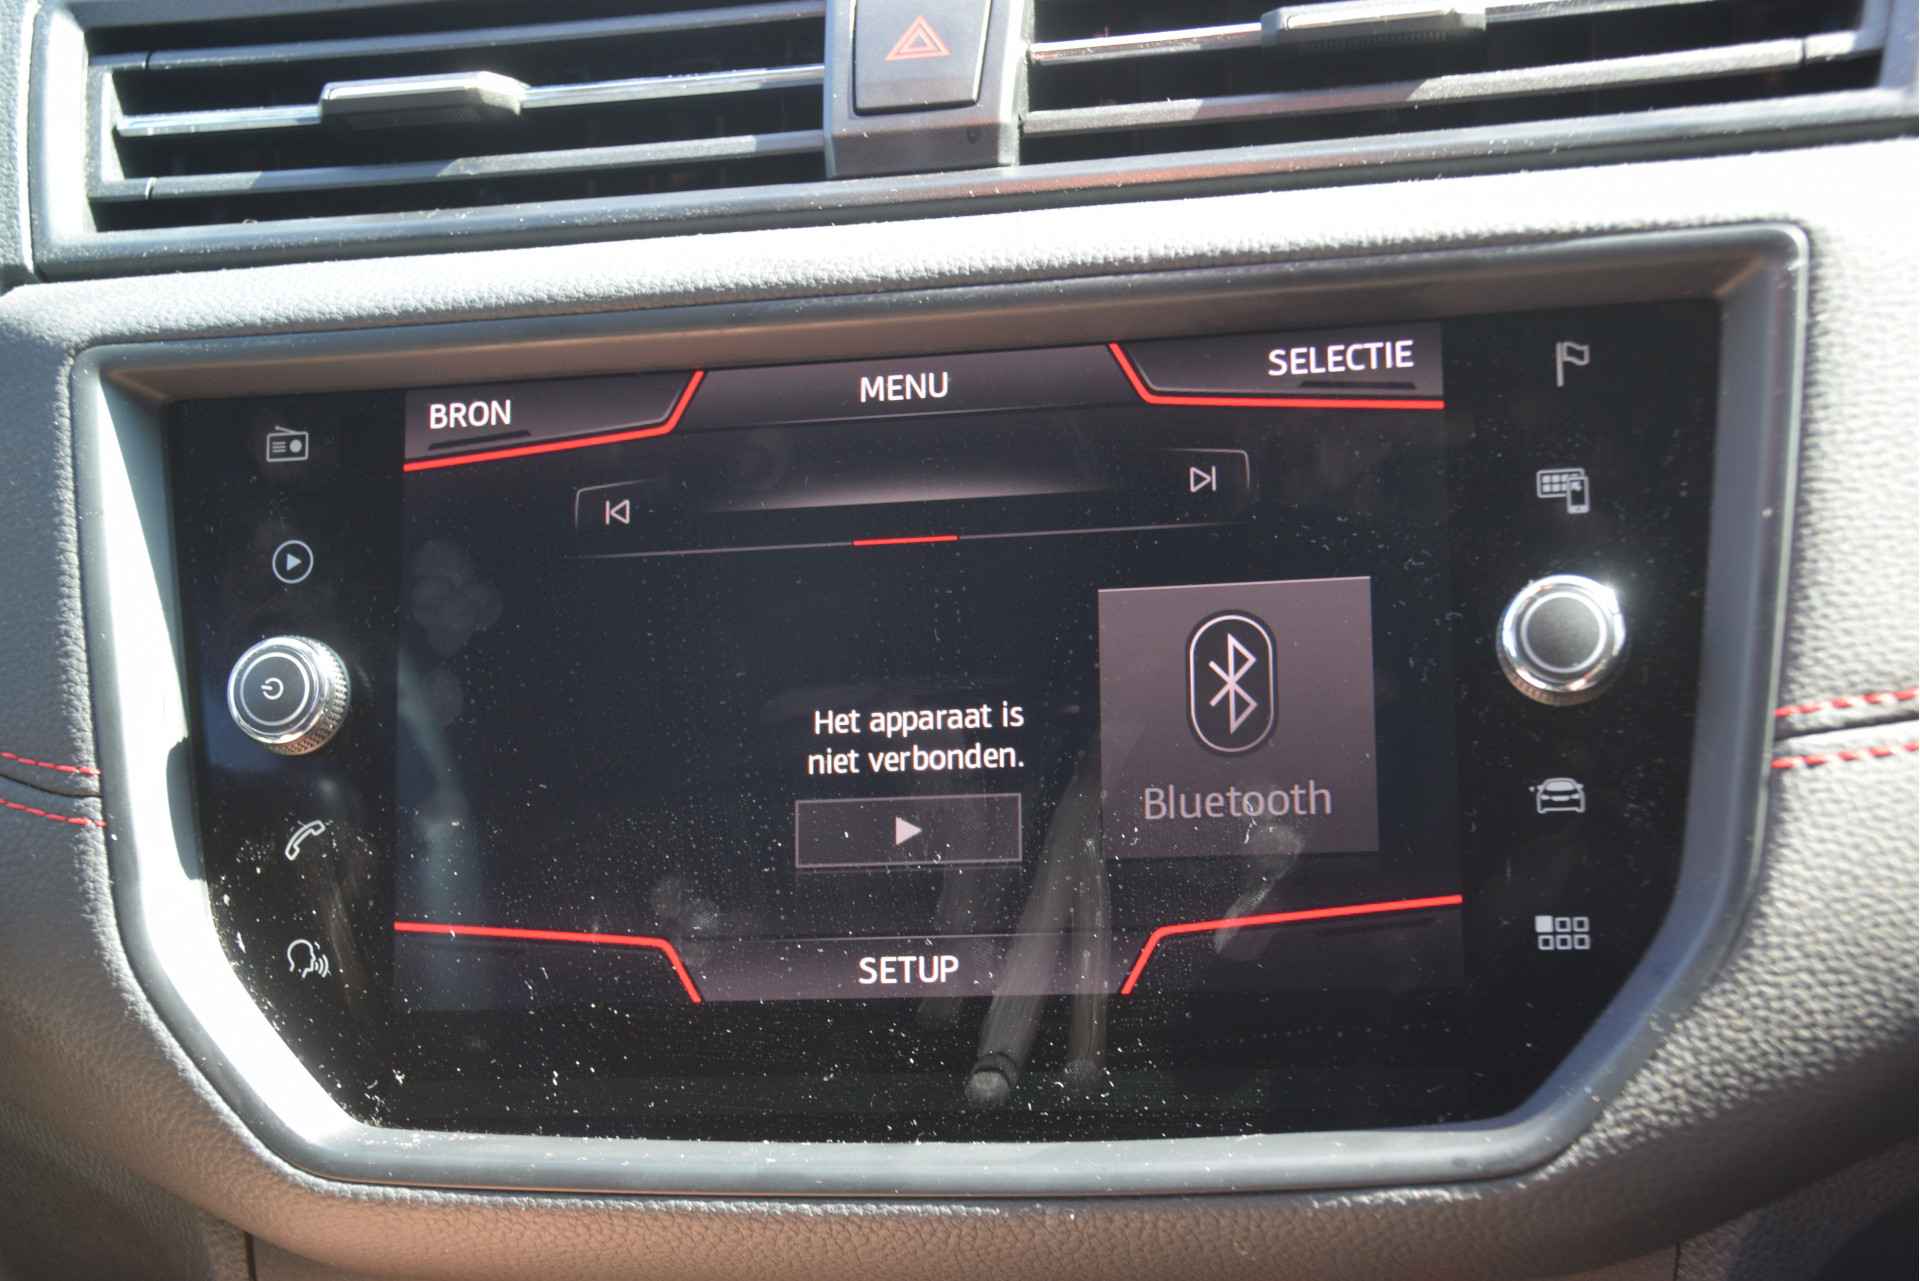 BRON
MENU
SELECTIE
Het apparaat is
niet verbonden.
Bluetooth
SETUP